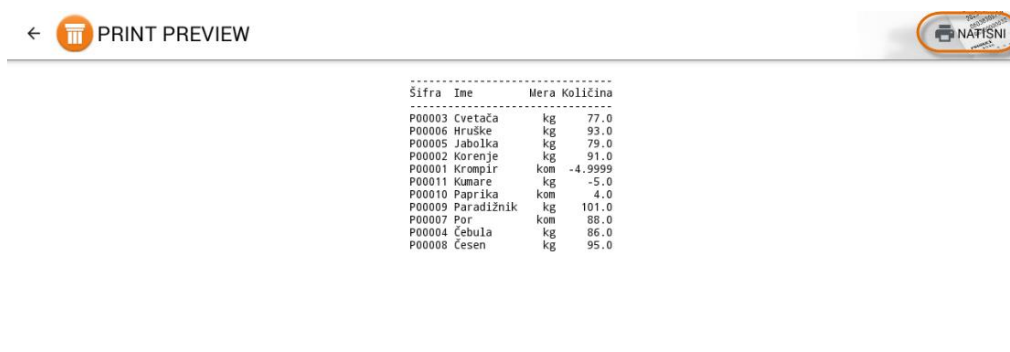 ← PRINT PREVIEW
NATISNI
--------------------------------
Šifra Ime Mera Količina
--------------------------------
P00003 Cvetača kg 77.0
P00006 Hruške kg 93.0
P00005 Jabolka kg 79.0
P00002 Korenje kg 91.0
P00001 Krompir kom -4.9999
P00011 Kumare kg -5.0
P00010 Paprika kom 4.0
P00009 Paradižnik kg 101.0
P00007 Por kom 88.0
P00004 Čebula kg 86.0
P00008 Česen kg 95.0